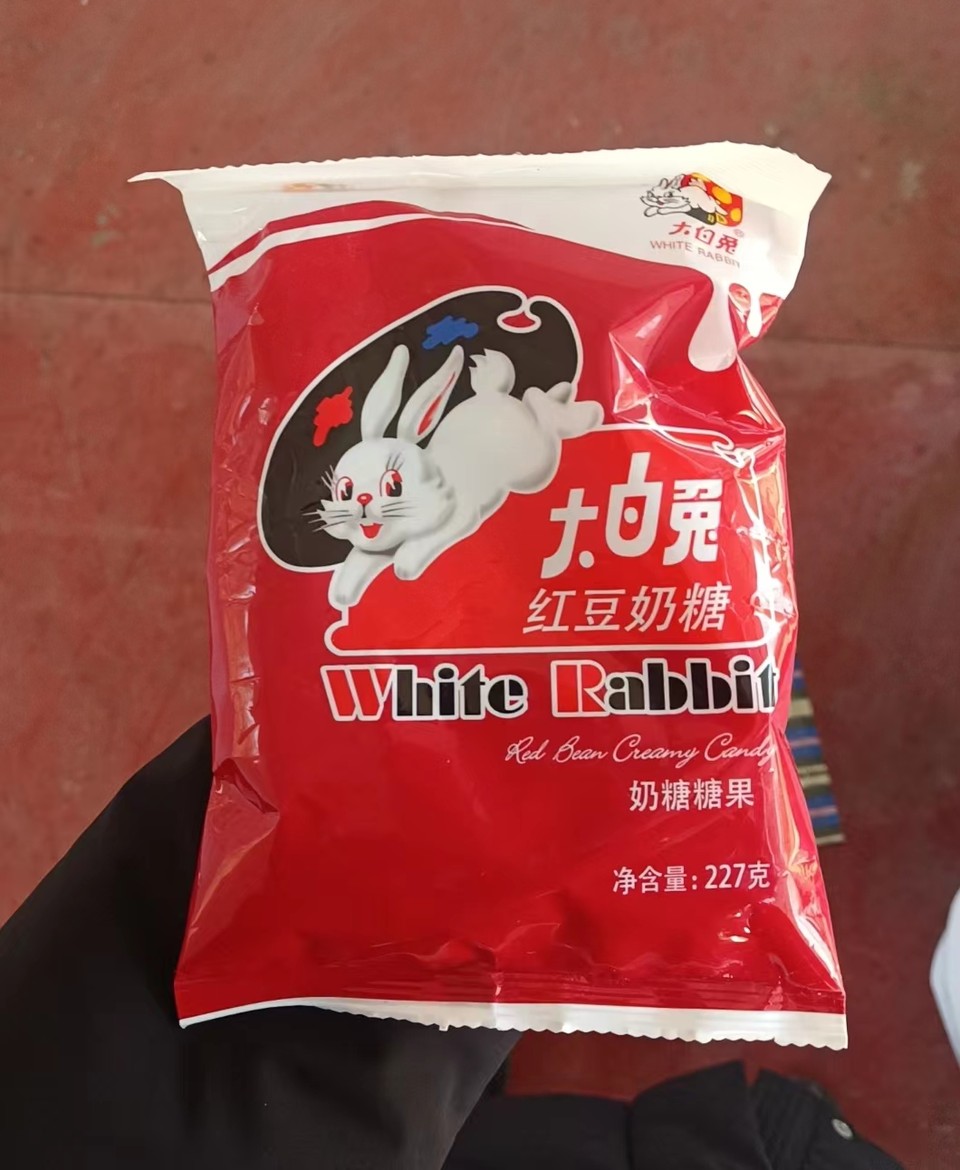 大白兔
WHITE RABBIT
大白兔
红豆奶糖
White Rabbit
Red Bean Creamy Candy
奶糖糖果
净含量:227克